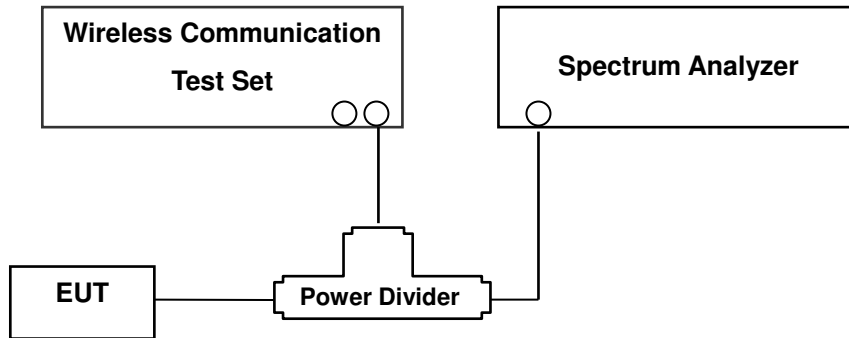 Wireless Communication
Test Set
Spectrum Analyzer
EUT
Power Divider